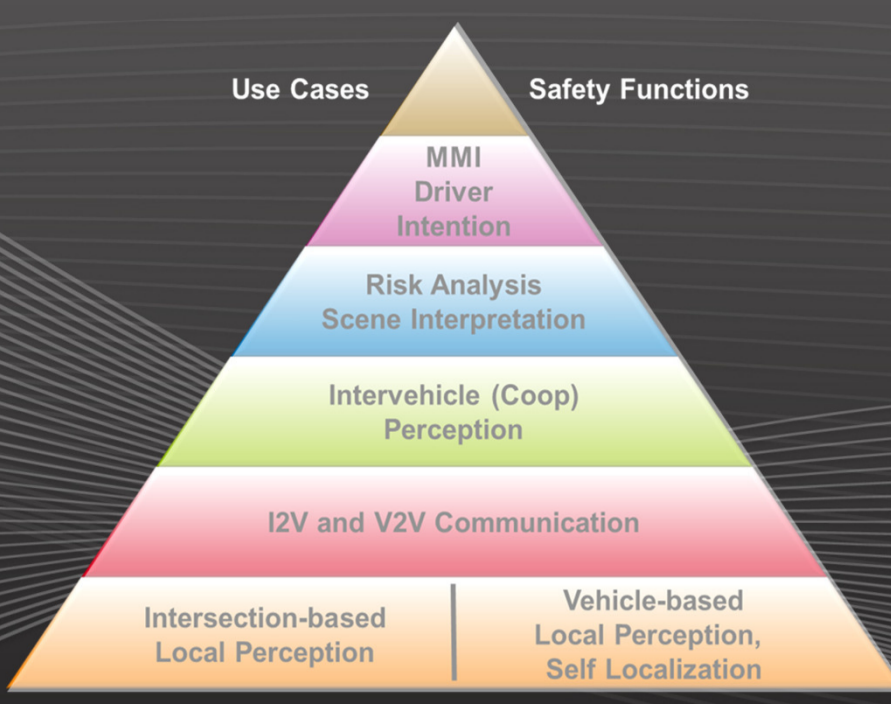 Use Cases
Safety Functions
MMI
Driver
Intention
Risk Analysis
Scene Interpretation
Intervehicle (Coop)
Perception
I2V and V2V Communication
Intersection-based
Local Perception
Vehicle-based
Local Perception,
Self Localization